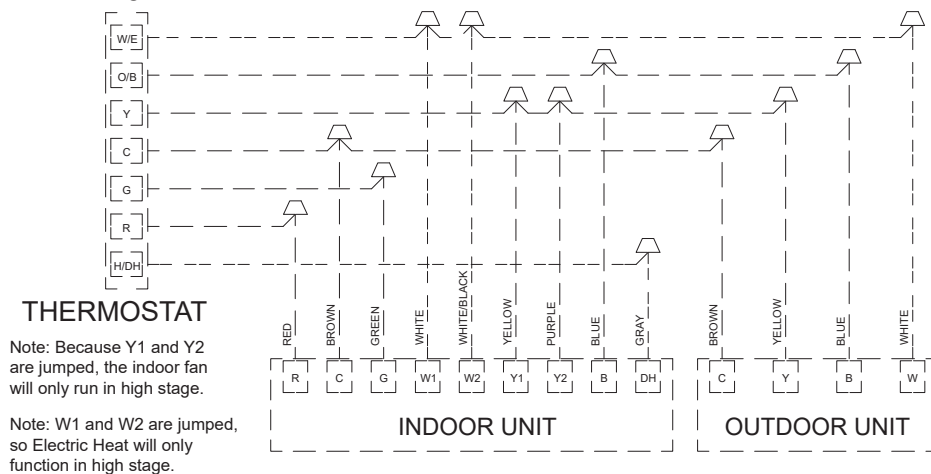 W/E
O/B
Y
C
G
R
H/DH
THERMOSTAT
Note: Because Y1 and Y2
are jumped, the indoor fan
will only run in high stage.
Note: W1 and W2 are jumped,
so Electric Heat will only
function in high stage.
RED
BROWN
GREEN
WHITE
WHITE/BLACK
YELLOW
PURPLE
BLUE
GRAY
BROWN
YELLOW
BLUE
WHITE
R C G W1 W2 Y1 Y2 B DH
INDOOR UNIT
C Y B W
OUTDOOR UNIT